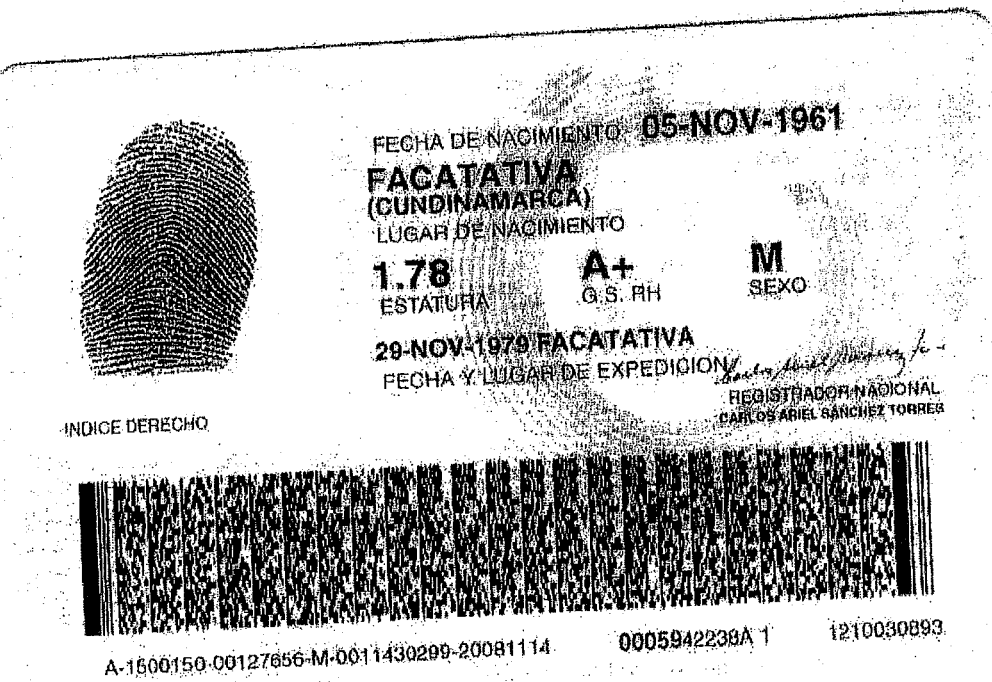 FECHA DE NACIMIENTO 05-NOV-1961
FACATATIVA
(CUNDINAMARCA)
LUGAR DE NACIMIENTO
1.78 A+ M
ESTATURA G.S. RH SEXO
29-NOV-1979 FACATATIVA
FECHA Y LUGAR DE EXPEDICION
REGISTRADOR NACIONAL
CARLOS ARIEL SANCHEZ TORRES
INDICE DERECHO
A-1500150-00127656-M-0011430299-20081114 0005942238A 1 1210030893